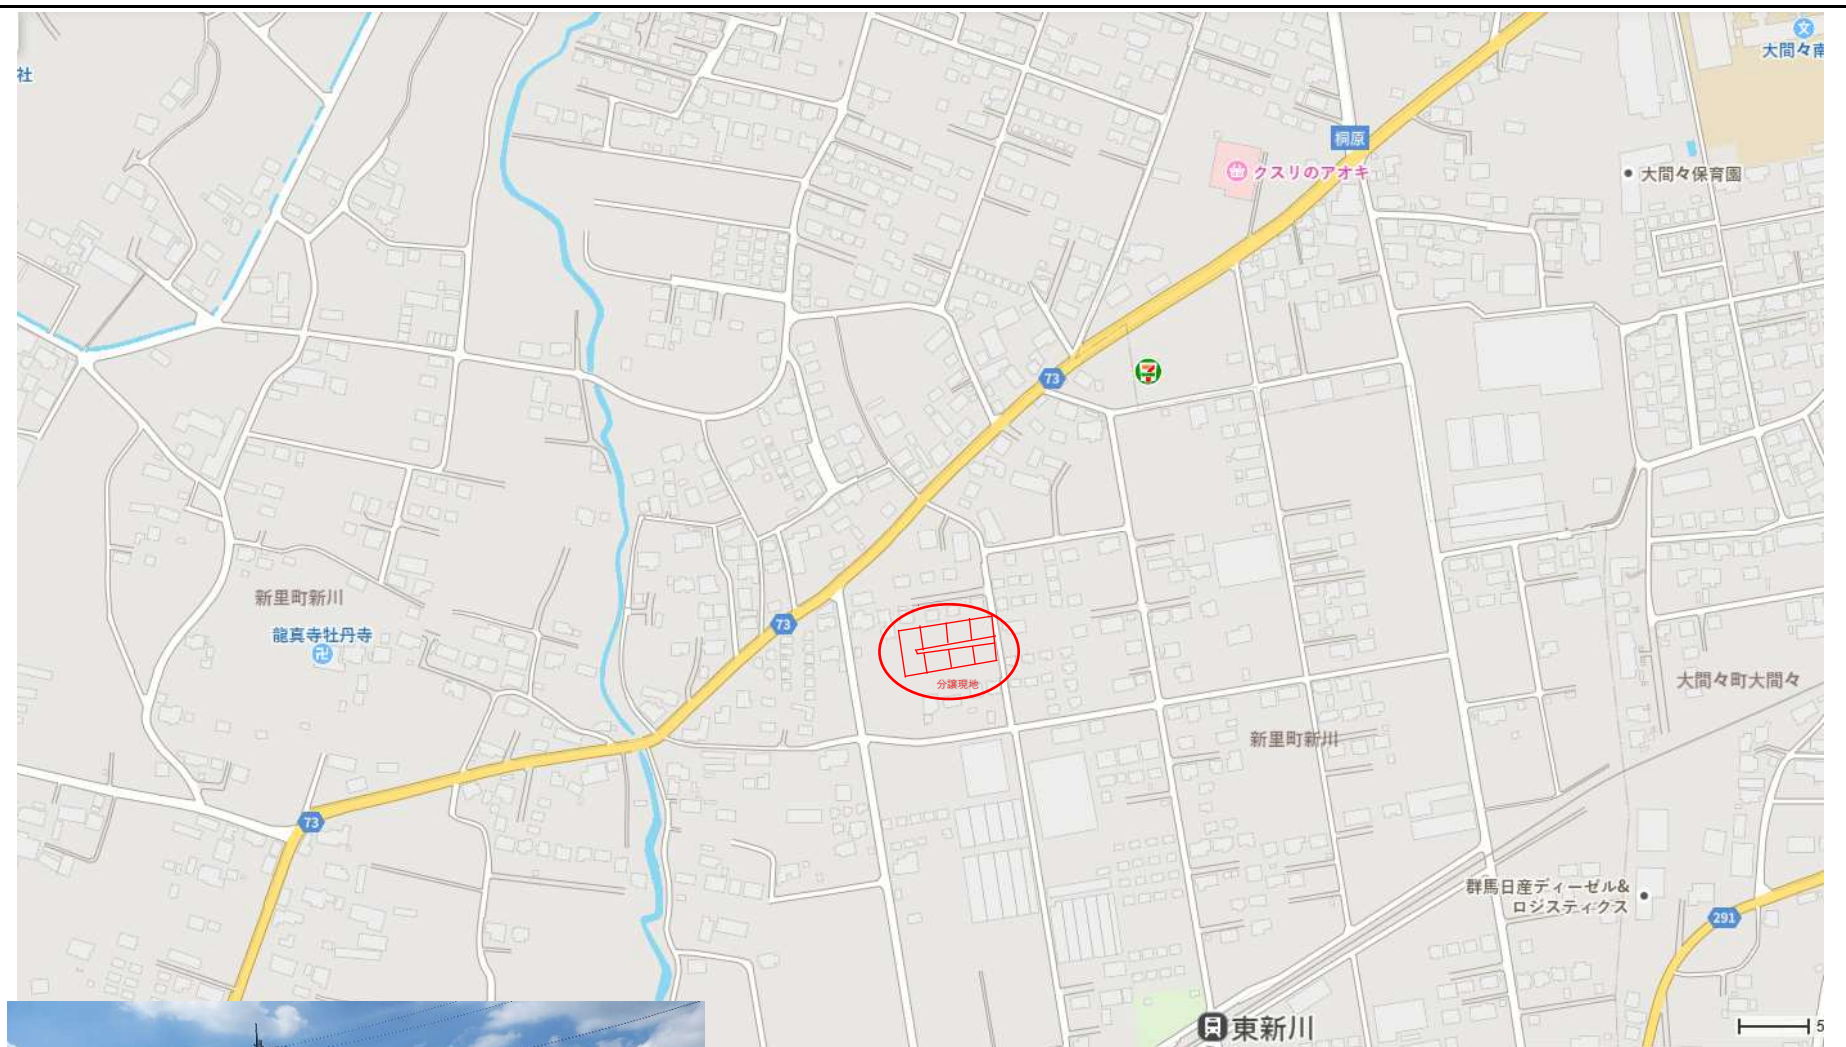 社
大間々南
桐原
クスリのアオキ
大間々保育園
73
新里町新川
龍真寺牡丹寺
卍
73
分譲現地
大間々町大間々
新里町新川
73
群馬日産ディーゼル&
ロジスティクス
291
東新川
5